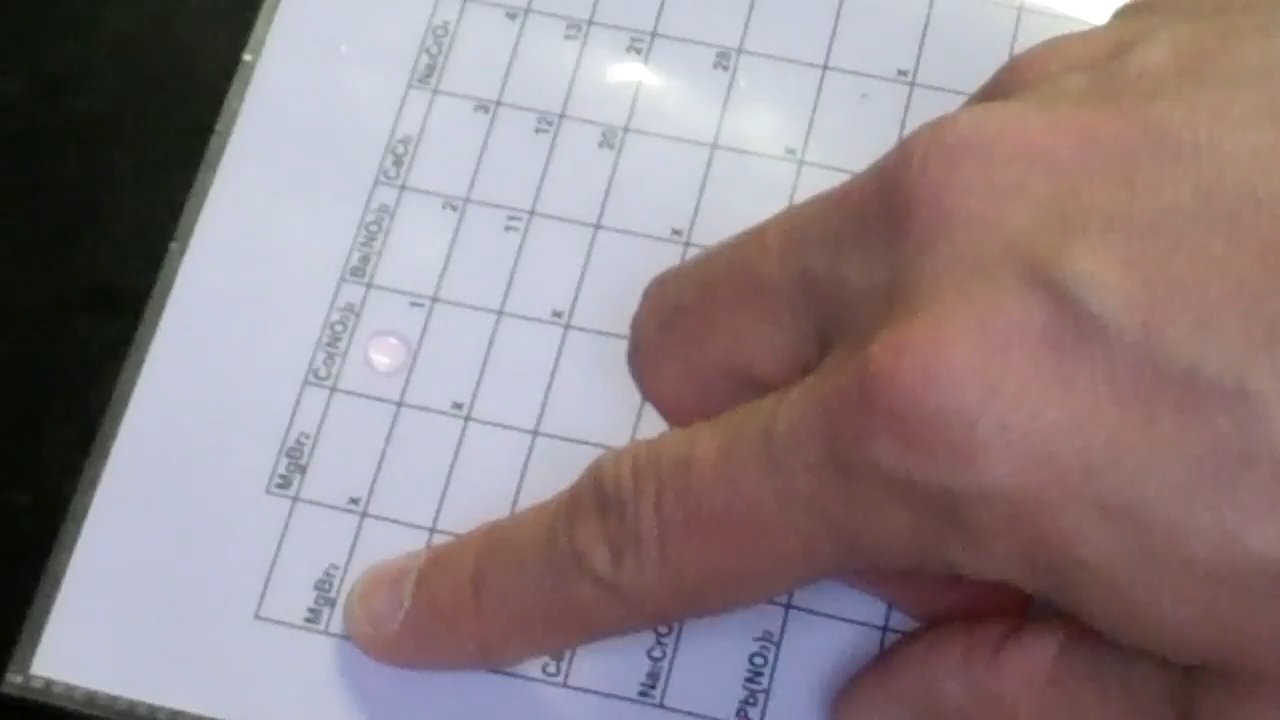 MgBr₂ Co(NO₃)₂ Ba(NO₃)₂ CaCl₂ Na₂CrO₄
MgBr₂ x 1 2 3 4
x 11 12 13
x 20 21
x 28
x
Pb(NO₃)₂ x